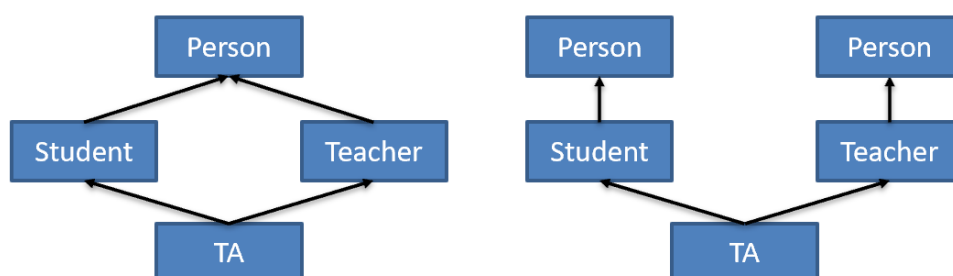 Person
Person
Person
Student
Teacher
Student
Teacher
TA
TA